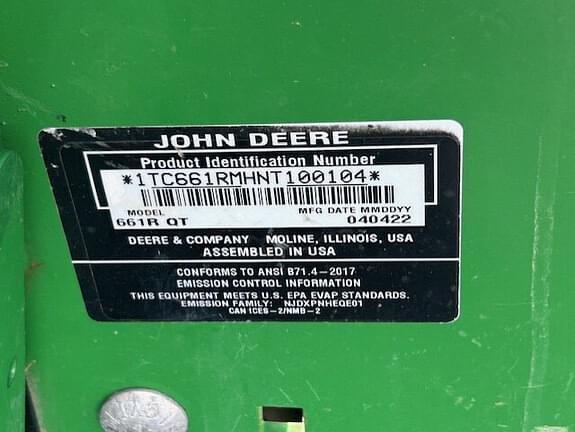 JOHN DEERE
Product Identification Number
*1TC661RMHNT100104*
MODEL MFG DATE MMDDYY
661R QT 040422
DEERE & COMPANY MOLINE, ILLINOIS, USA
ASSEMBLED IN USA
CONFORMS TO ANSI B71.4-2017
EMISSION CONTROL INFORMATION
THIS EQUIPMENT MEETS U.S. EPA EVAP STANDARDS.
EMISSION FAMILY: NJDXPNHEQE01
CAN ICES-2/NMB-2